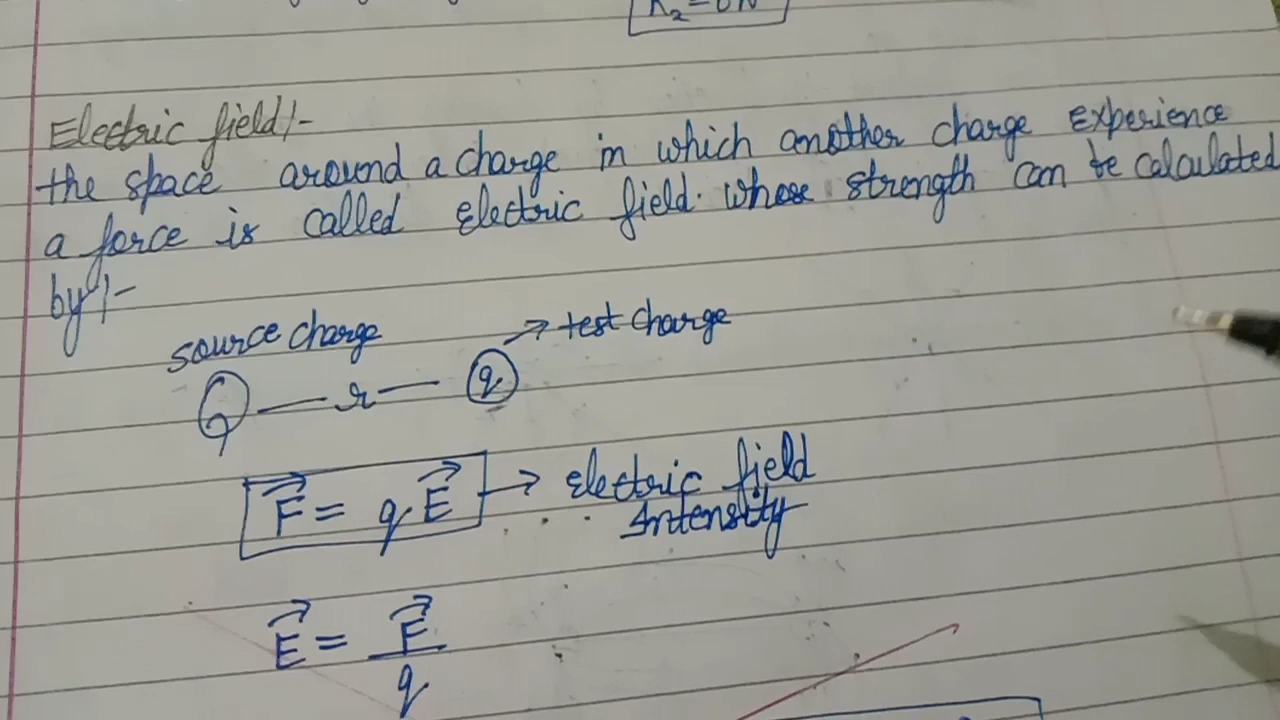 Electric field:-
the space around a charge in which another charge experience
a force is called electric field. whose strength can be calculated
by:-
source charge → test charge
Q — r — q
F⃗ = q E⃗ → electric field
Intensity
E⃗ = F⃗ / q